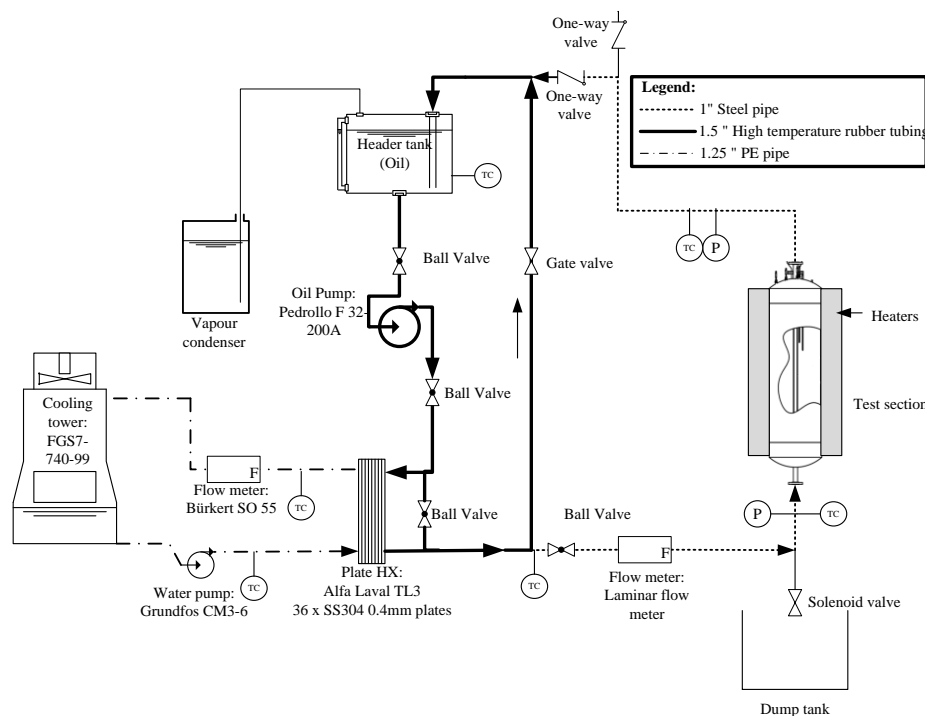 One-way
valve
One-way
valve
Legend:
1" Steel pipe
1.5 " High temperature rubber tubing
1.25 " PE pipe
Header tank
(Oil)
TC
TC
P
Ball Valve
Gate valve
Oil Pump:
Pedrollo F 32-
200A
Vapour
condenser
Heaters
Ball Valve
Test section
Cooling
tower:
FGS7-
740-99
F
Flow meter:
Bürkert SO 55
TC
Ball Valve
Ball Valve
P
TC
F
Water pump:
Grundfos CM3-6
TC
Plate HX:
Alfa Laval TL3
36 x SS304 0.4mm plates
TC
Flow meter:
Laminar flow
meter
Solenoid valve
Dump tank